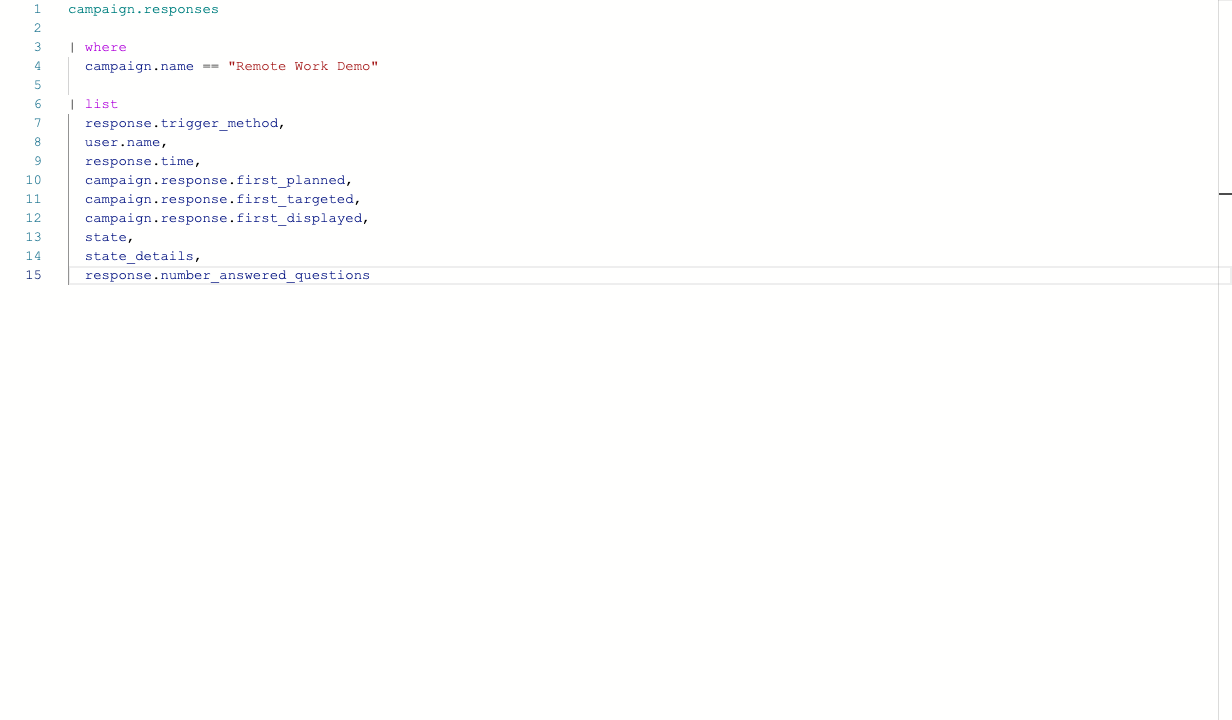 1 campaign.responses
2
3 | where
4 campaign.name == "Remote Work Demo"
5
6 | list
7 response.trigger_method,
8 user.name,
9 response.time,
10 campaign.response.first_planned,
11 campaign.response.first_targeted,
12 campaign.response.first_displayed,
13 state,
14 state_details,
15 response.number_answered_questions